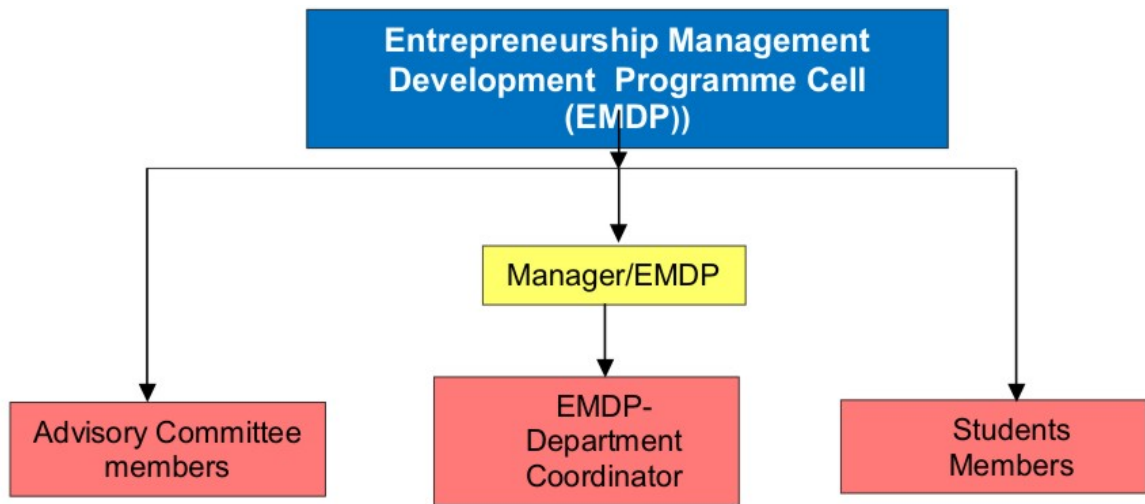 Entrepreneurship Management
Development Programme Cell
(EMDP))
Manager/EMDP
Advisory Committee
members
EMDP-
Department
Coordinator
Students
Members